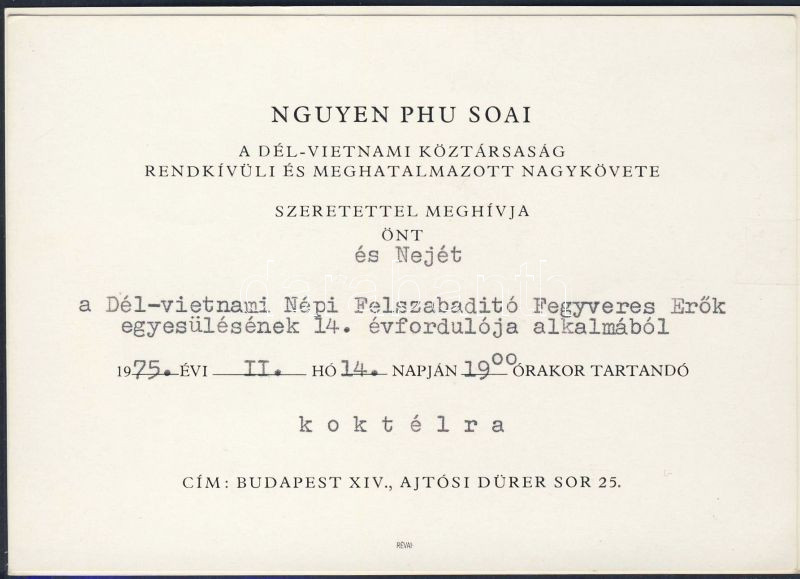 NGUYEN PHU SOAI
A DÉL-VIETNAMI KÖZTÁRSASÁG
RENDKÍVÜLI ÉS MEGHATALMAZOTT NAGYKÖVETE
SZERETETTEL MEGHÍVJA
ÖNT
és Nejét
a Dél-vietnami Népi Felszabaditó Fegyveres Erők
egyesülésének 14. évfordulója alkalmából
1975. ÉVI II. HÓ 14. NAPJÁN 19⁰⁰ ÓRAKOR TARTANDÓ
koktélra
CÍM: BUDAPEST XIV., AJTÓSI DÜRER SOR 25.
RÉVAI